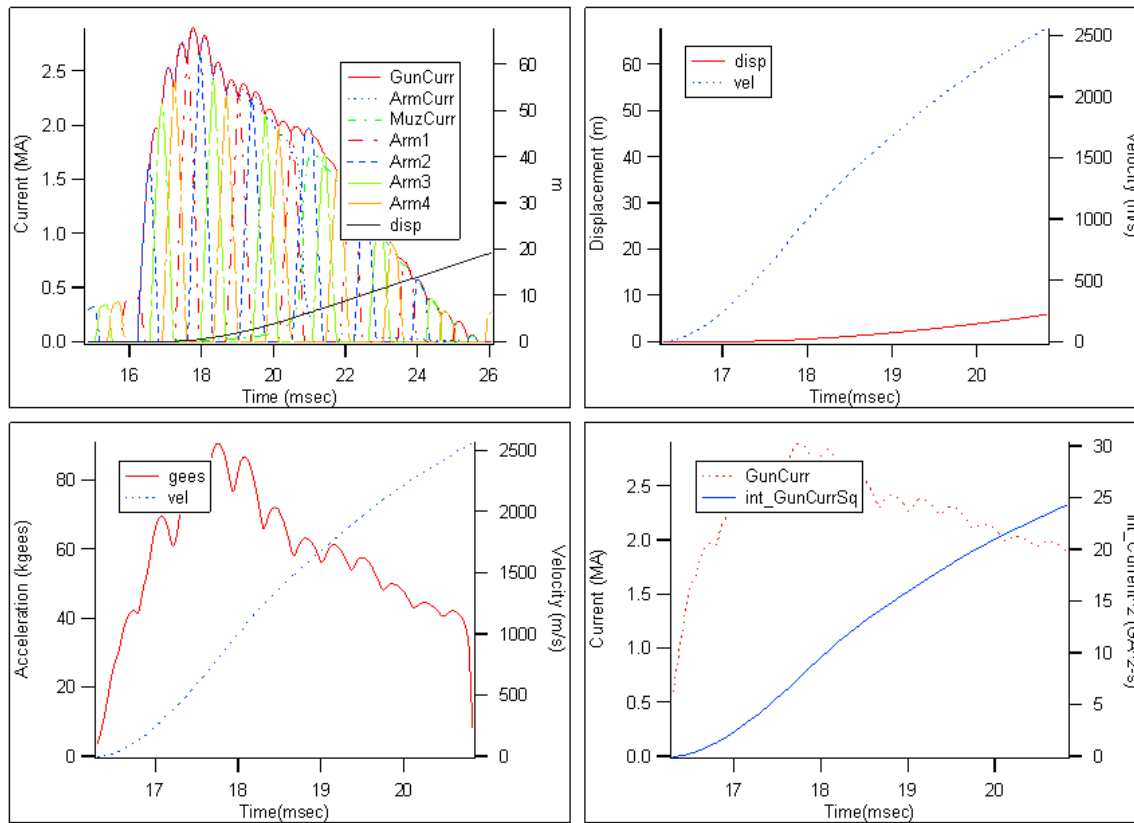 2.5
2.0
1.5
1.0
0.5
0.0
Current (MA)
GunCurr
ArmCurr
MuzCurr
Arm1
Arm2
Arm3
Arm4
disp
60
50
40
30
20
10
0
m
16 18 20 22 24 26
Time (msec)
60
50
40
30
20
10
0
Displacement (m)
disp
vel
2500
2000
1500
1000
500
0
17 18 19 20
Time(msec)
80
60
40
20
0
Acceleration (kgees)
gees
vel
2500
2000
1500
1000
500
0
Velocity (m/s)
17 18 19 20
Time(msec)
2.5
2.0
1.5
1.0
0.5
0.0
Current (MA)
GunCurr
int_GunCurrSq
30
25
20
15
10
5
0
17 18 19 20
Time(msec)